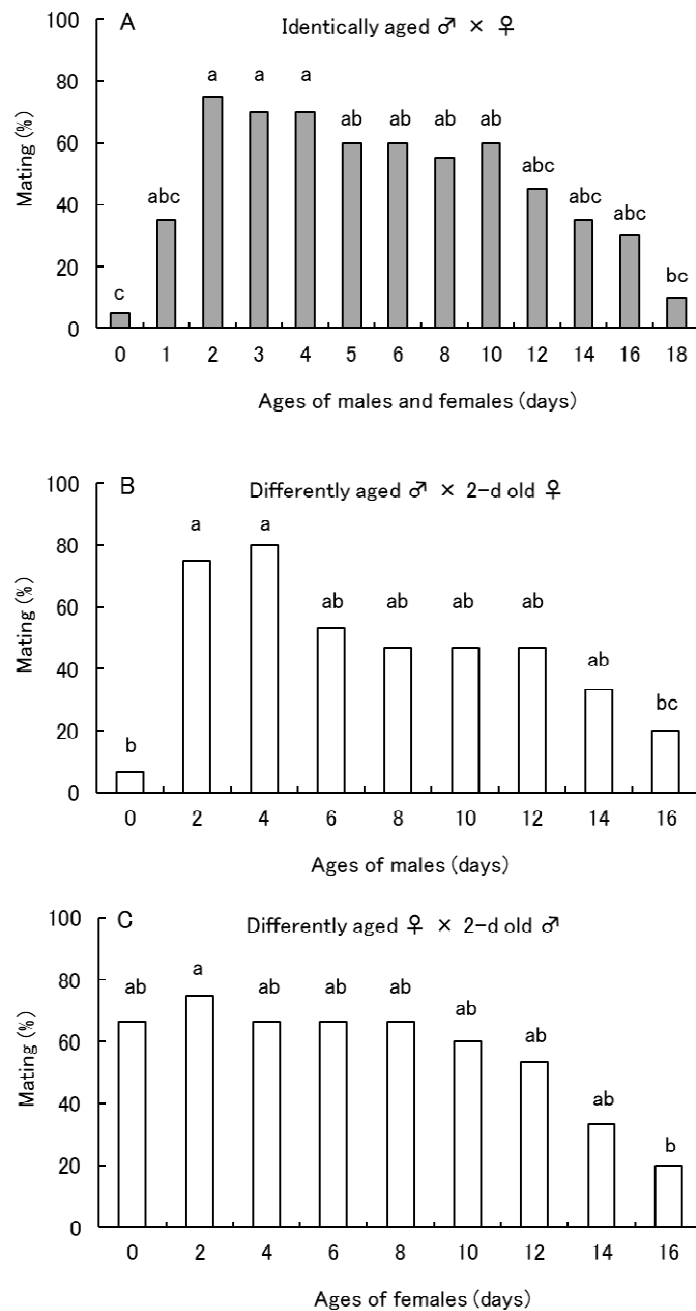 A
Identically aged ♂ × ♀
Mating (%)
100
80
60
40
20
0
c
abc
a
a
a
ab
ab
ab
ab
abc
abc
abc
bc
0 1 2 3 4 5 6 8 10 12 14 16 18
Ages of males and females (days)
B
Differently aged ♂ × 2-d old ♀
Mating (%)
100
80
60
40
20
0
b
a
a
ab
ab
ab
ab
ab
bc
0 2 4 6 8 10 12 14 16
Ages of males (days)
C
Differently aged ♀ × 2-d old ♂
Mating (%)
100
80
60
40
20
0
ab
a
ab
ab
ab
ab
ab
ab
b
0 2 4 6 8 10 12 14 16
Ages of females (days)